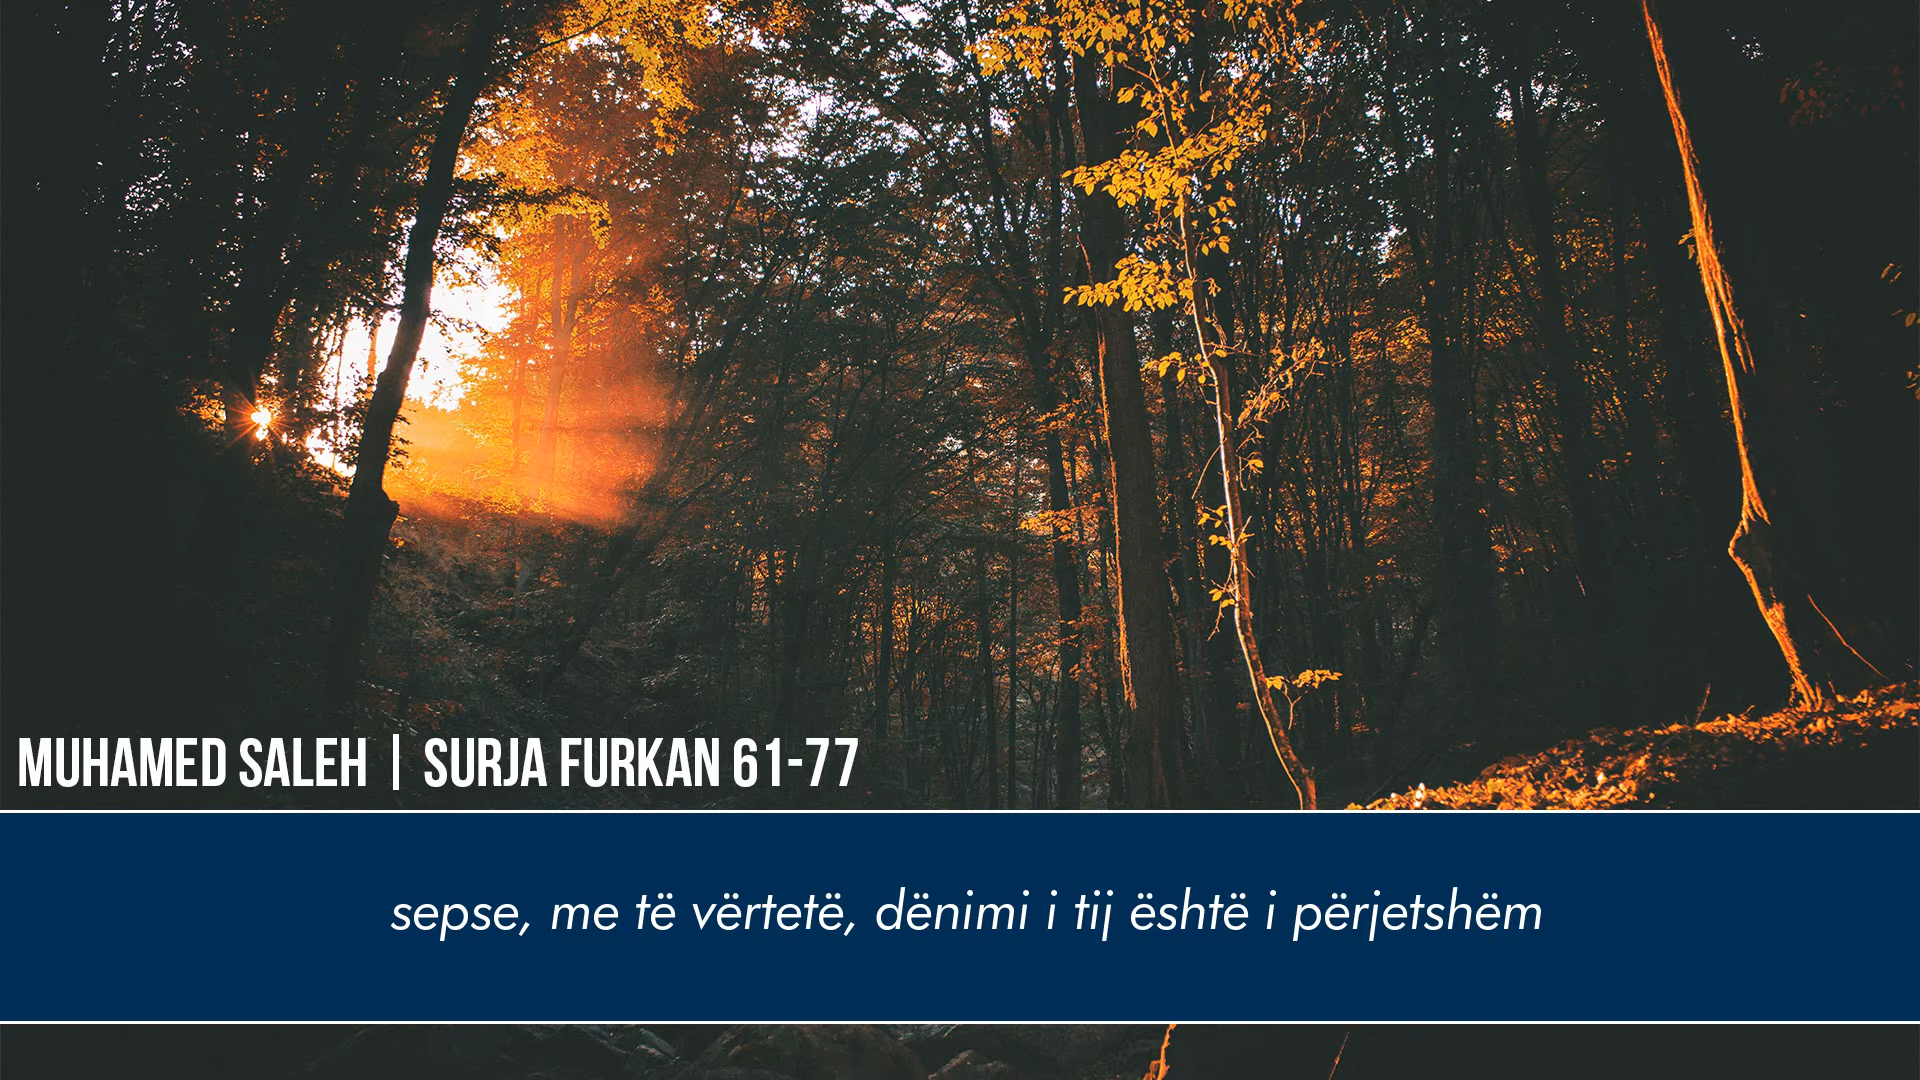 MUHAMED SALEH | SURJA FURKAN 61-77
sepse, me të vërtetë, dënimi i tij është i përjetshëm